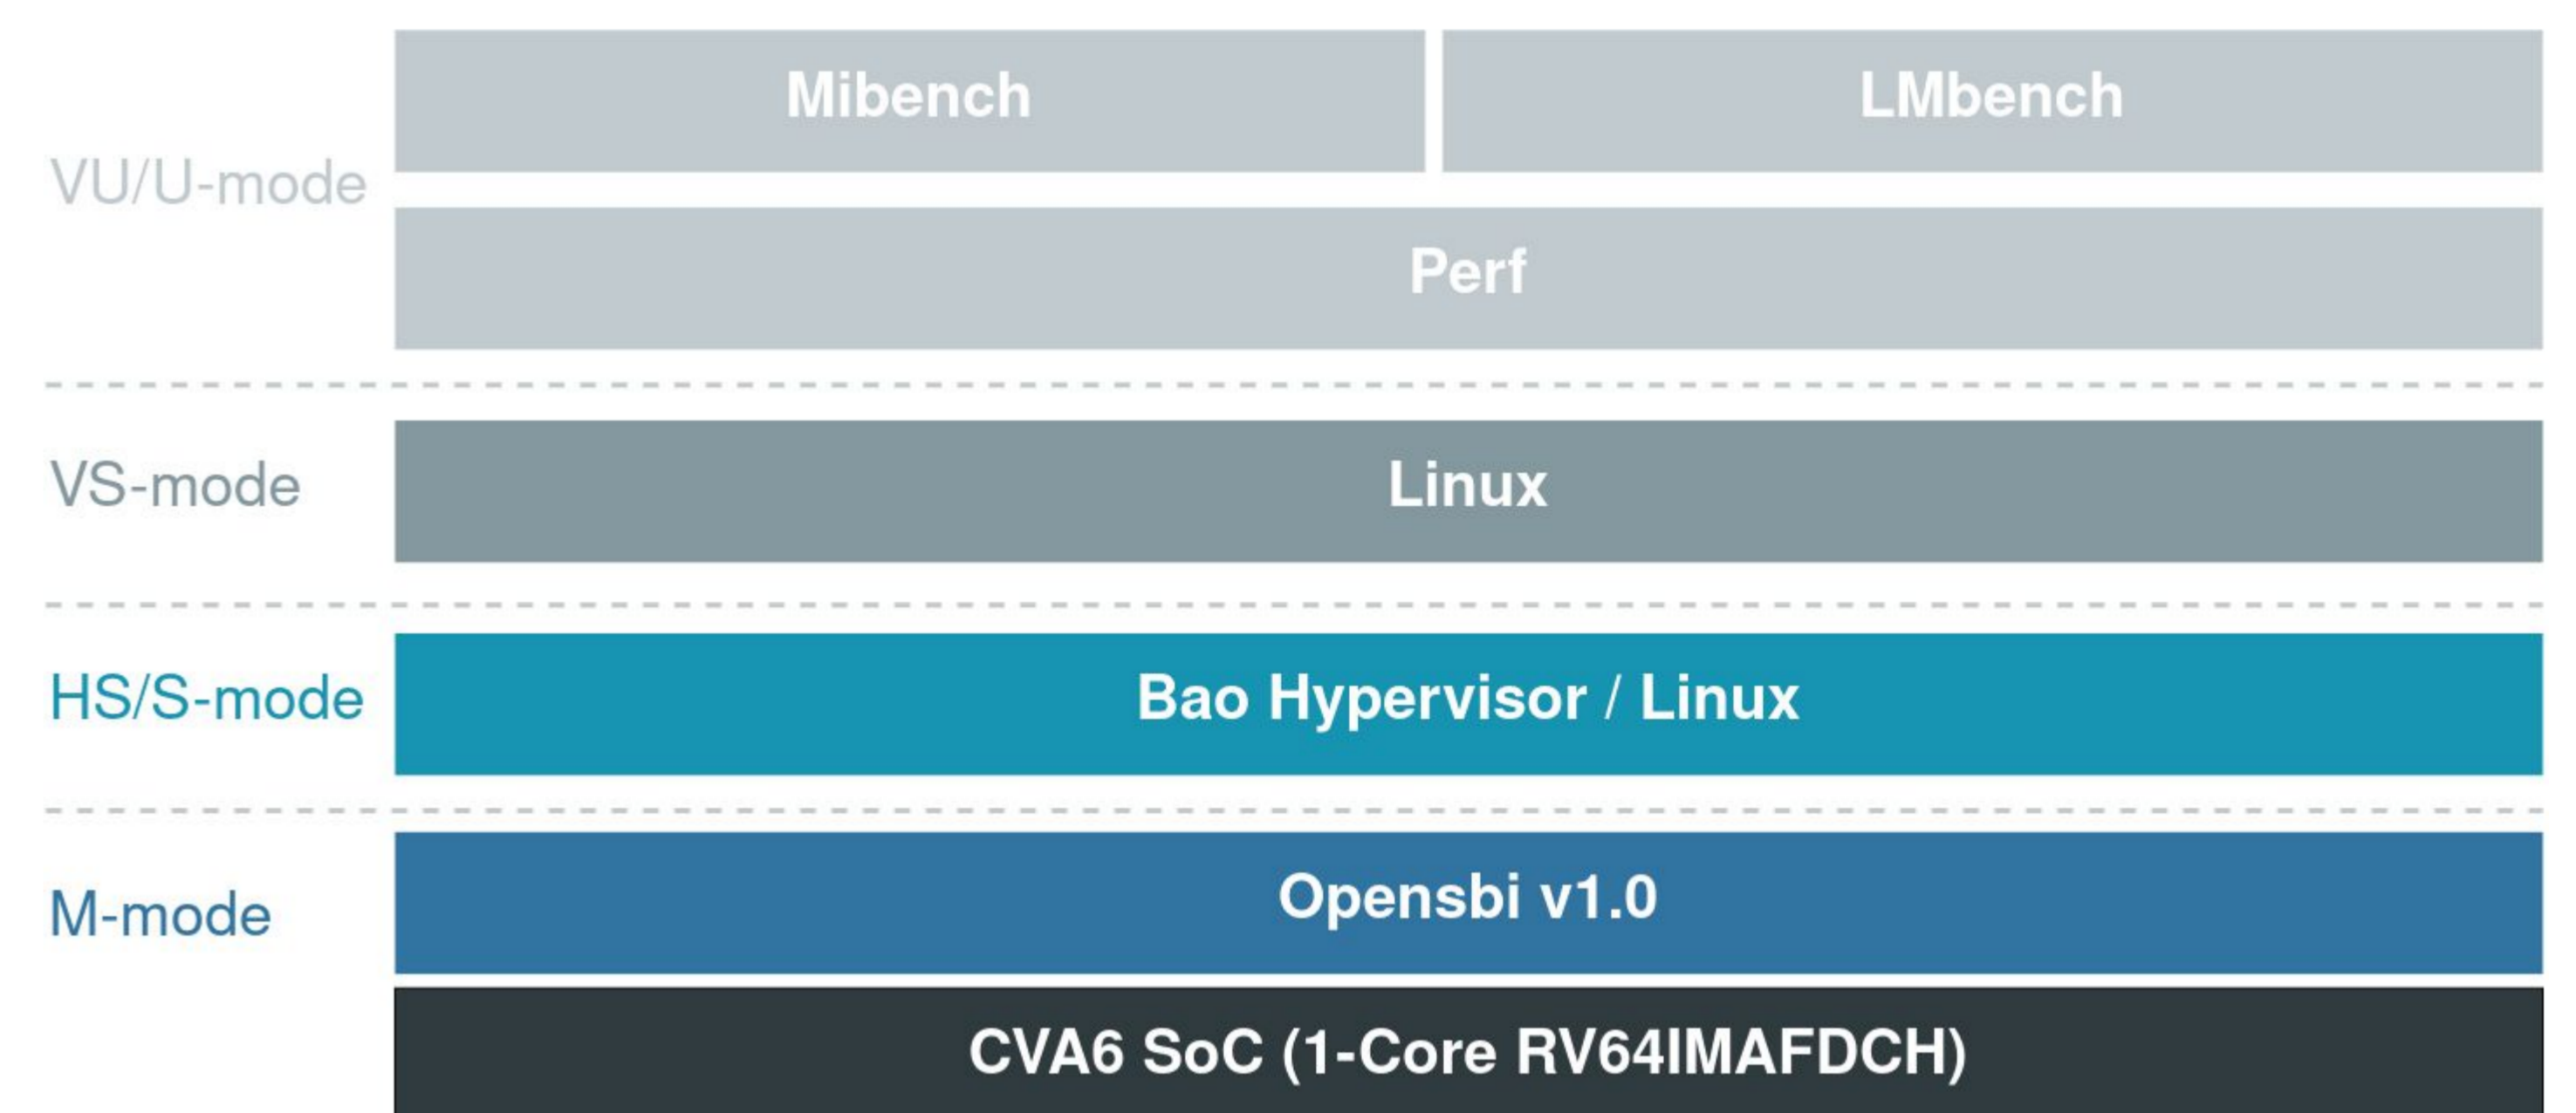 Mibench
LMbench
VU/U-mode
Perf
VS-mode
Linux
HS/S-mode
Bao Hypervisor / Linux
M-mode
Opensbi v1.0
CVA6 SoC (1-Core RV64IMAFDCH)